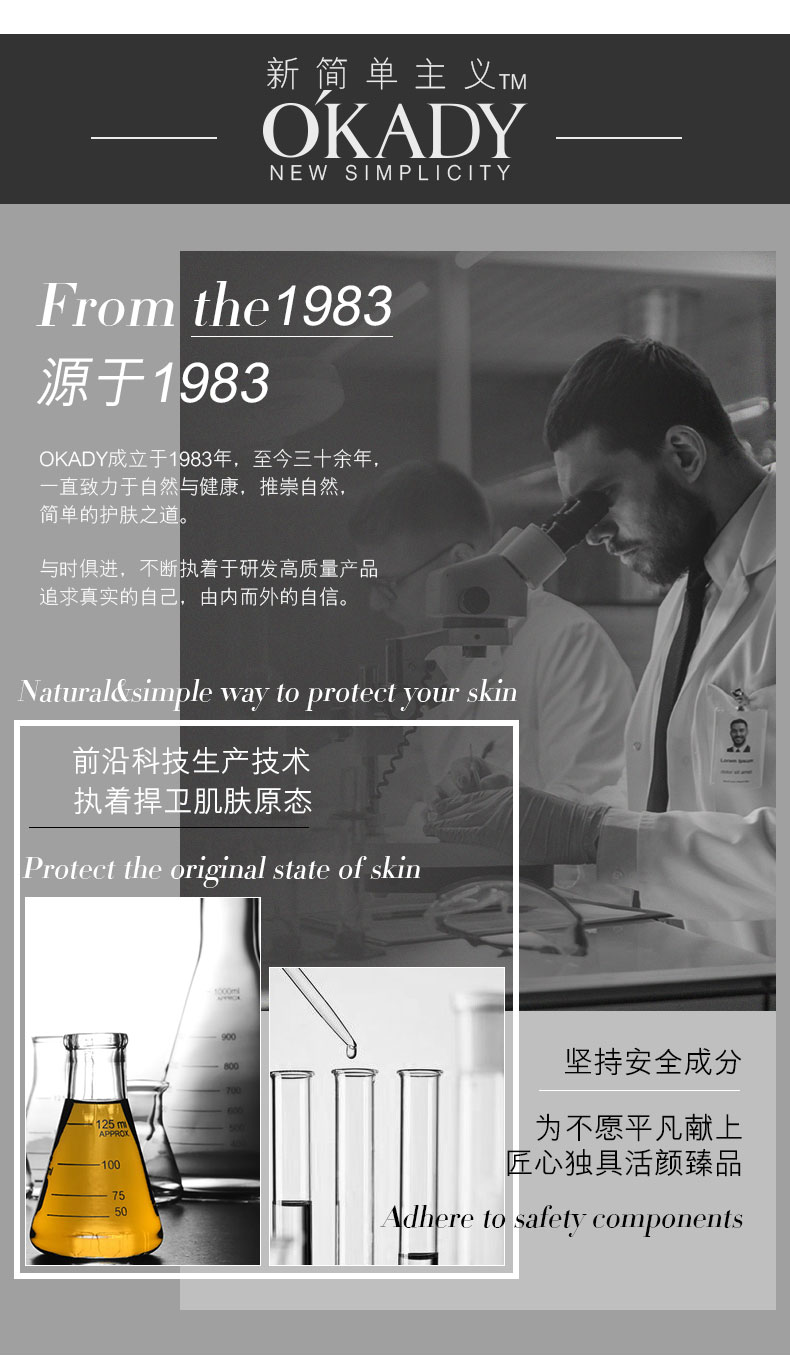 新简单主义TM
O'KADY
NEW SIMPLICITY
From the1983
源于1983
OKADY成立于1983年，至今三十余年，
一直致力于自然与健康，推崇自然，
简单的护肤之道。
与时俱进，不断执着于研发高质量产品
追求真实的自己，由内而外的自信。
Natural&simple way to protect your skin
前沿科技生产技术
执着捍卫肌肤原态
Protect the original state of skin
Lorem ipsum
1000ml
APPROX
900
800
700
600
500
400
125 ml
APPROX
100
75
50
坚持安全成分
为不愿平凡献上
匠心独具活颜臻品
Adhere to safety components